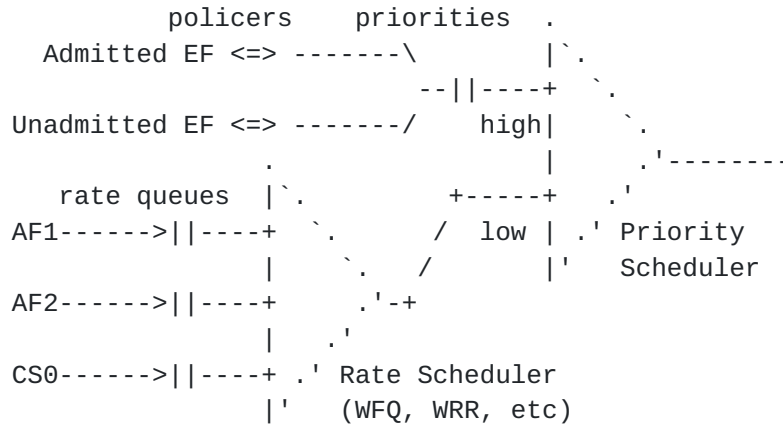 policers    priorities  .
Admitted EF <=> -------\        |`.
--||----+  `.
Unadmitted EF <=> -------/    high|     `.
.                |      .'--------
rate queues  |`.         +-----+    .'
AF1------>||----+  `.      /  low | .' Priority
|     `.   /       |'   Scheduler
AF2------>||----+     .'-+
|   .'
CS0------>||----+ .' Rate Scheduler
|'   (WFQ, WRR, etc)